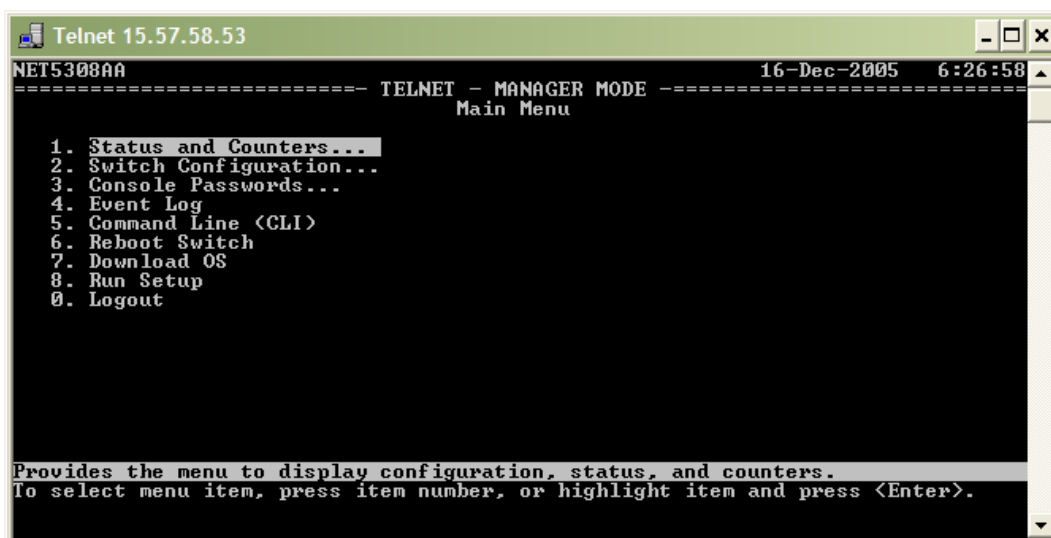 Telnet 15.57.58.53
NET5308AA 16-Dec-2005 6:26:58
===========================- TELNET - MANAGER MODE -============================
Main Menu
1. Status and Counters...
2. Switch Configuration...
3. Console Passwords...
4. Event Log
5. Command Line (CLI)
6. Reboot Switch
7. Download OS
8. Run Setup
0. Logout
Provides the menu to display configuration, status, and counters.
To select menu item, press item number, or highlight item and press <Enter>.